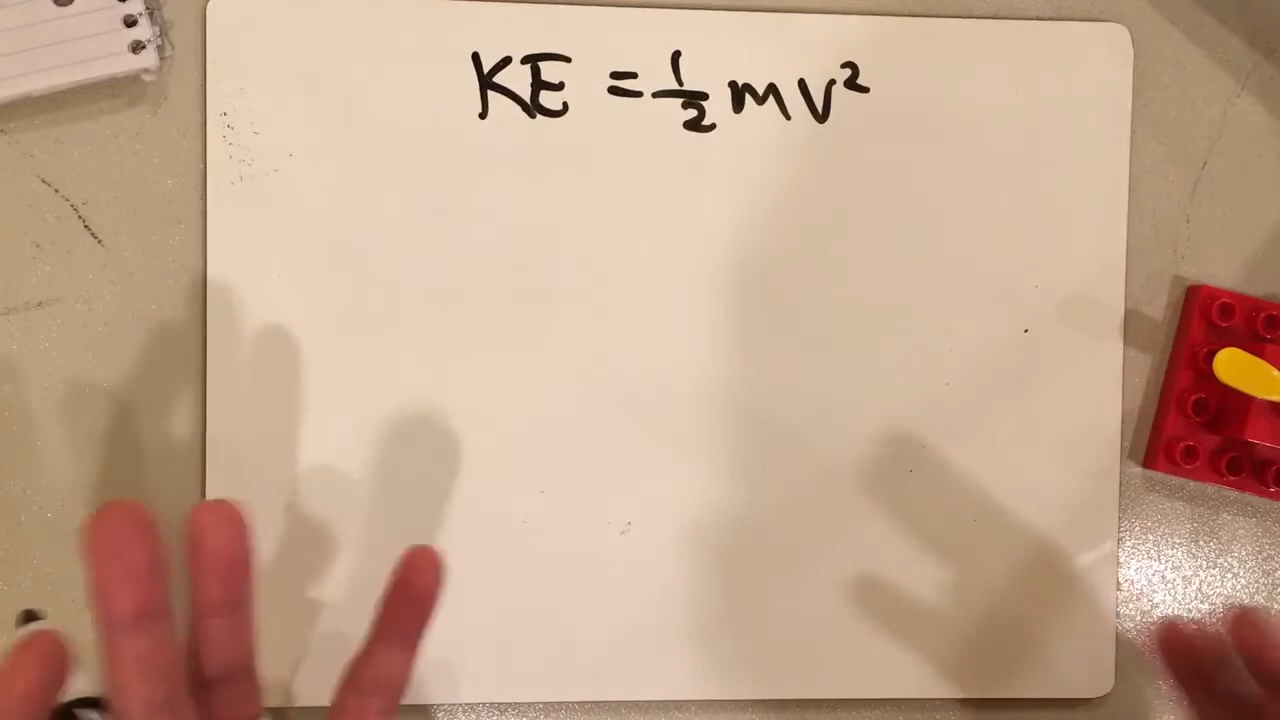 KE = 1/2 mv²